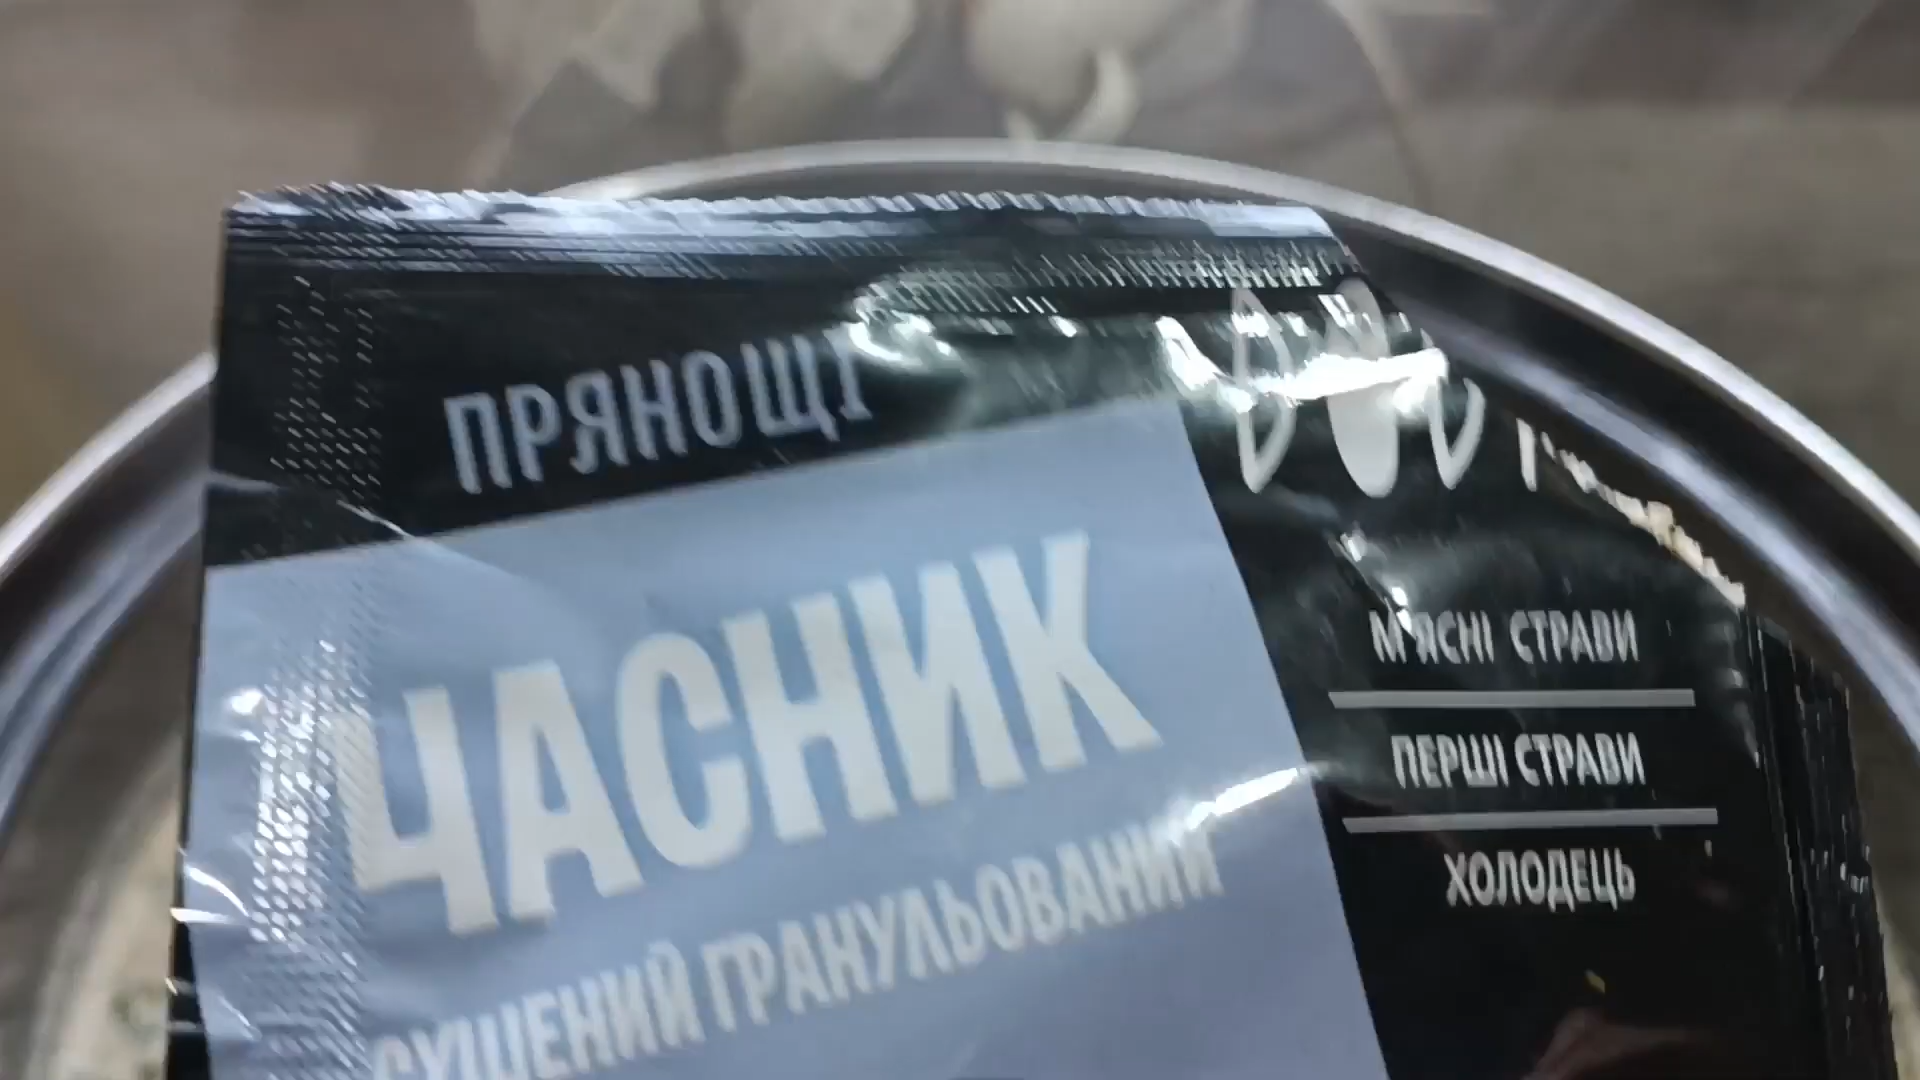 ПРЯНОЩІ
ЧАСНИК
СУШЕНИЙ ГРАНУЛЬОВАНИЙ
М'ЯСНІ СТРАВИ
ПЕРШІ СТРАВИ
ХОЛОДЕЦЬ